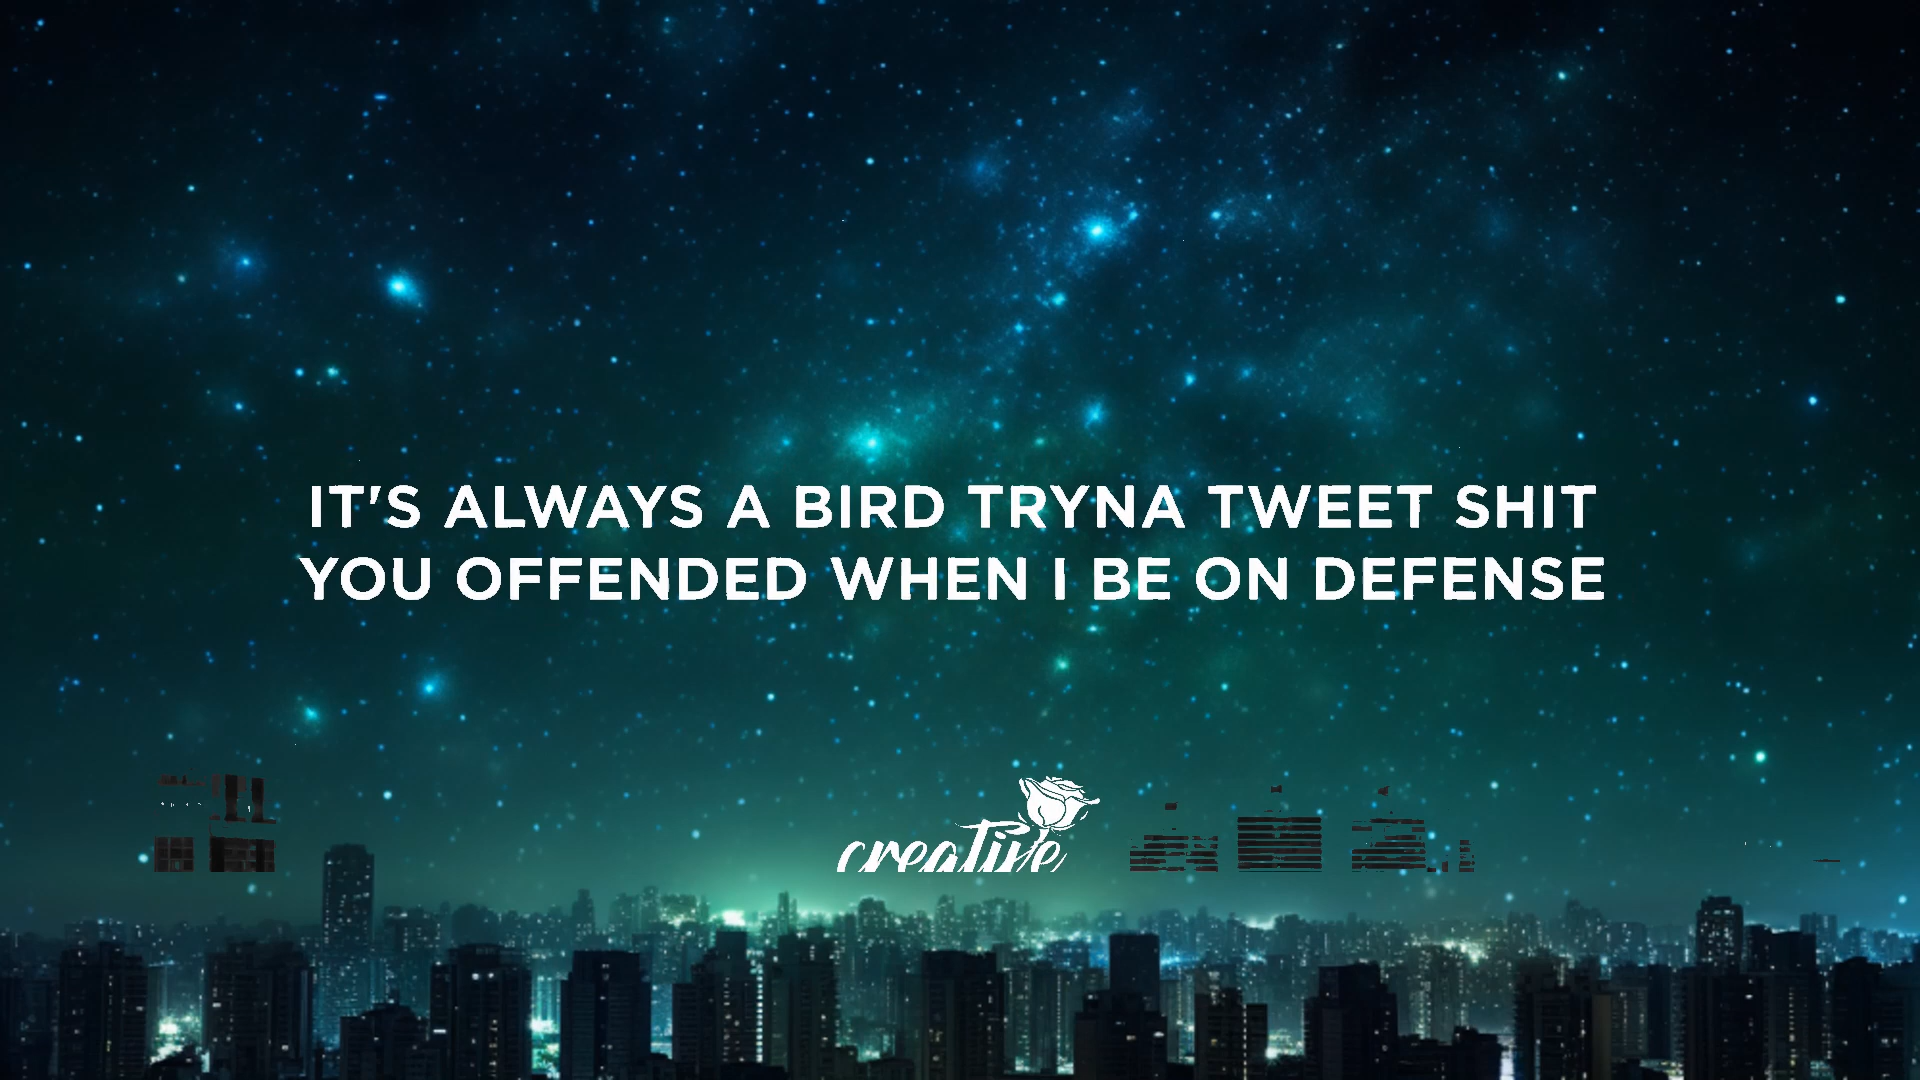 IT'S ALWAYS A BIRD TRYNA TWEET SHIT
YOU OFFENDED WHEN I BE ON DEFENSE
creative